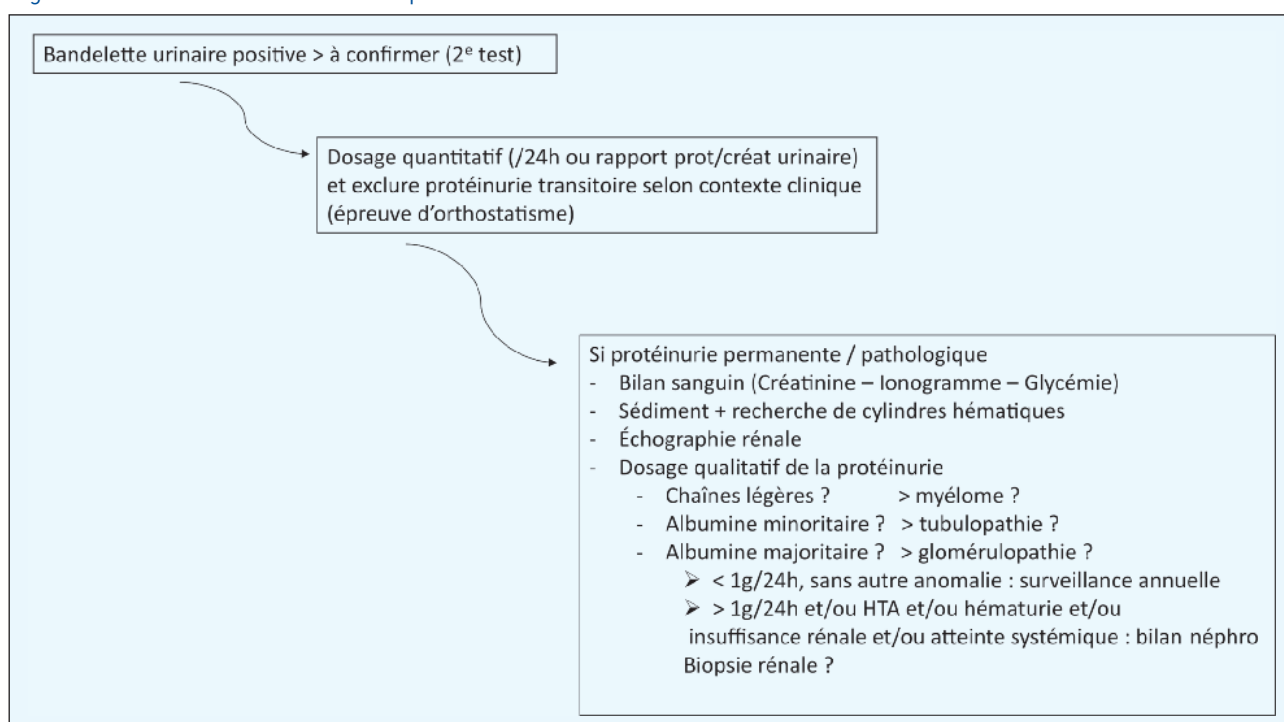 Bandelette urinaire positive > à confirmer (2e test)
Dosage quantitatif (/24h ou rapport prot/créat urinaire)
et exclure protéinurie transitoire selon contexte clinique
(épreuve d'orthostatisme)
Si protéinurie permanente / pathologique
- Bilan sanguin (Créatinine – Ionogramme – Glycémie)
- Sédiment + recherche de cylindres hématiques
- Échographie rénale
- Dosage qualitatif de la protéinurie
- Chaînes légères ? > myélome ?
- Albumine minoritaire ? > tubulopathie ?
- Albumine majoritaire ? > glomérulopathie ?
➢ < 1g/24h, sans autre anomalie : surveillance annuelle
➢ > 1g/24h et/ou HTA et/ou hématurie et/ou
insuffisance rénale et/ou atteinte systémique : bilan néphro
Biopsie rénale ?